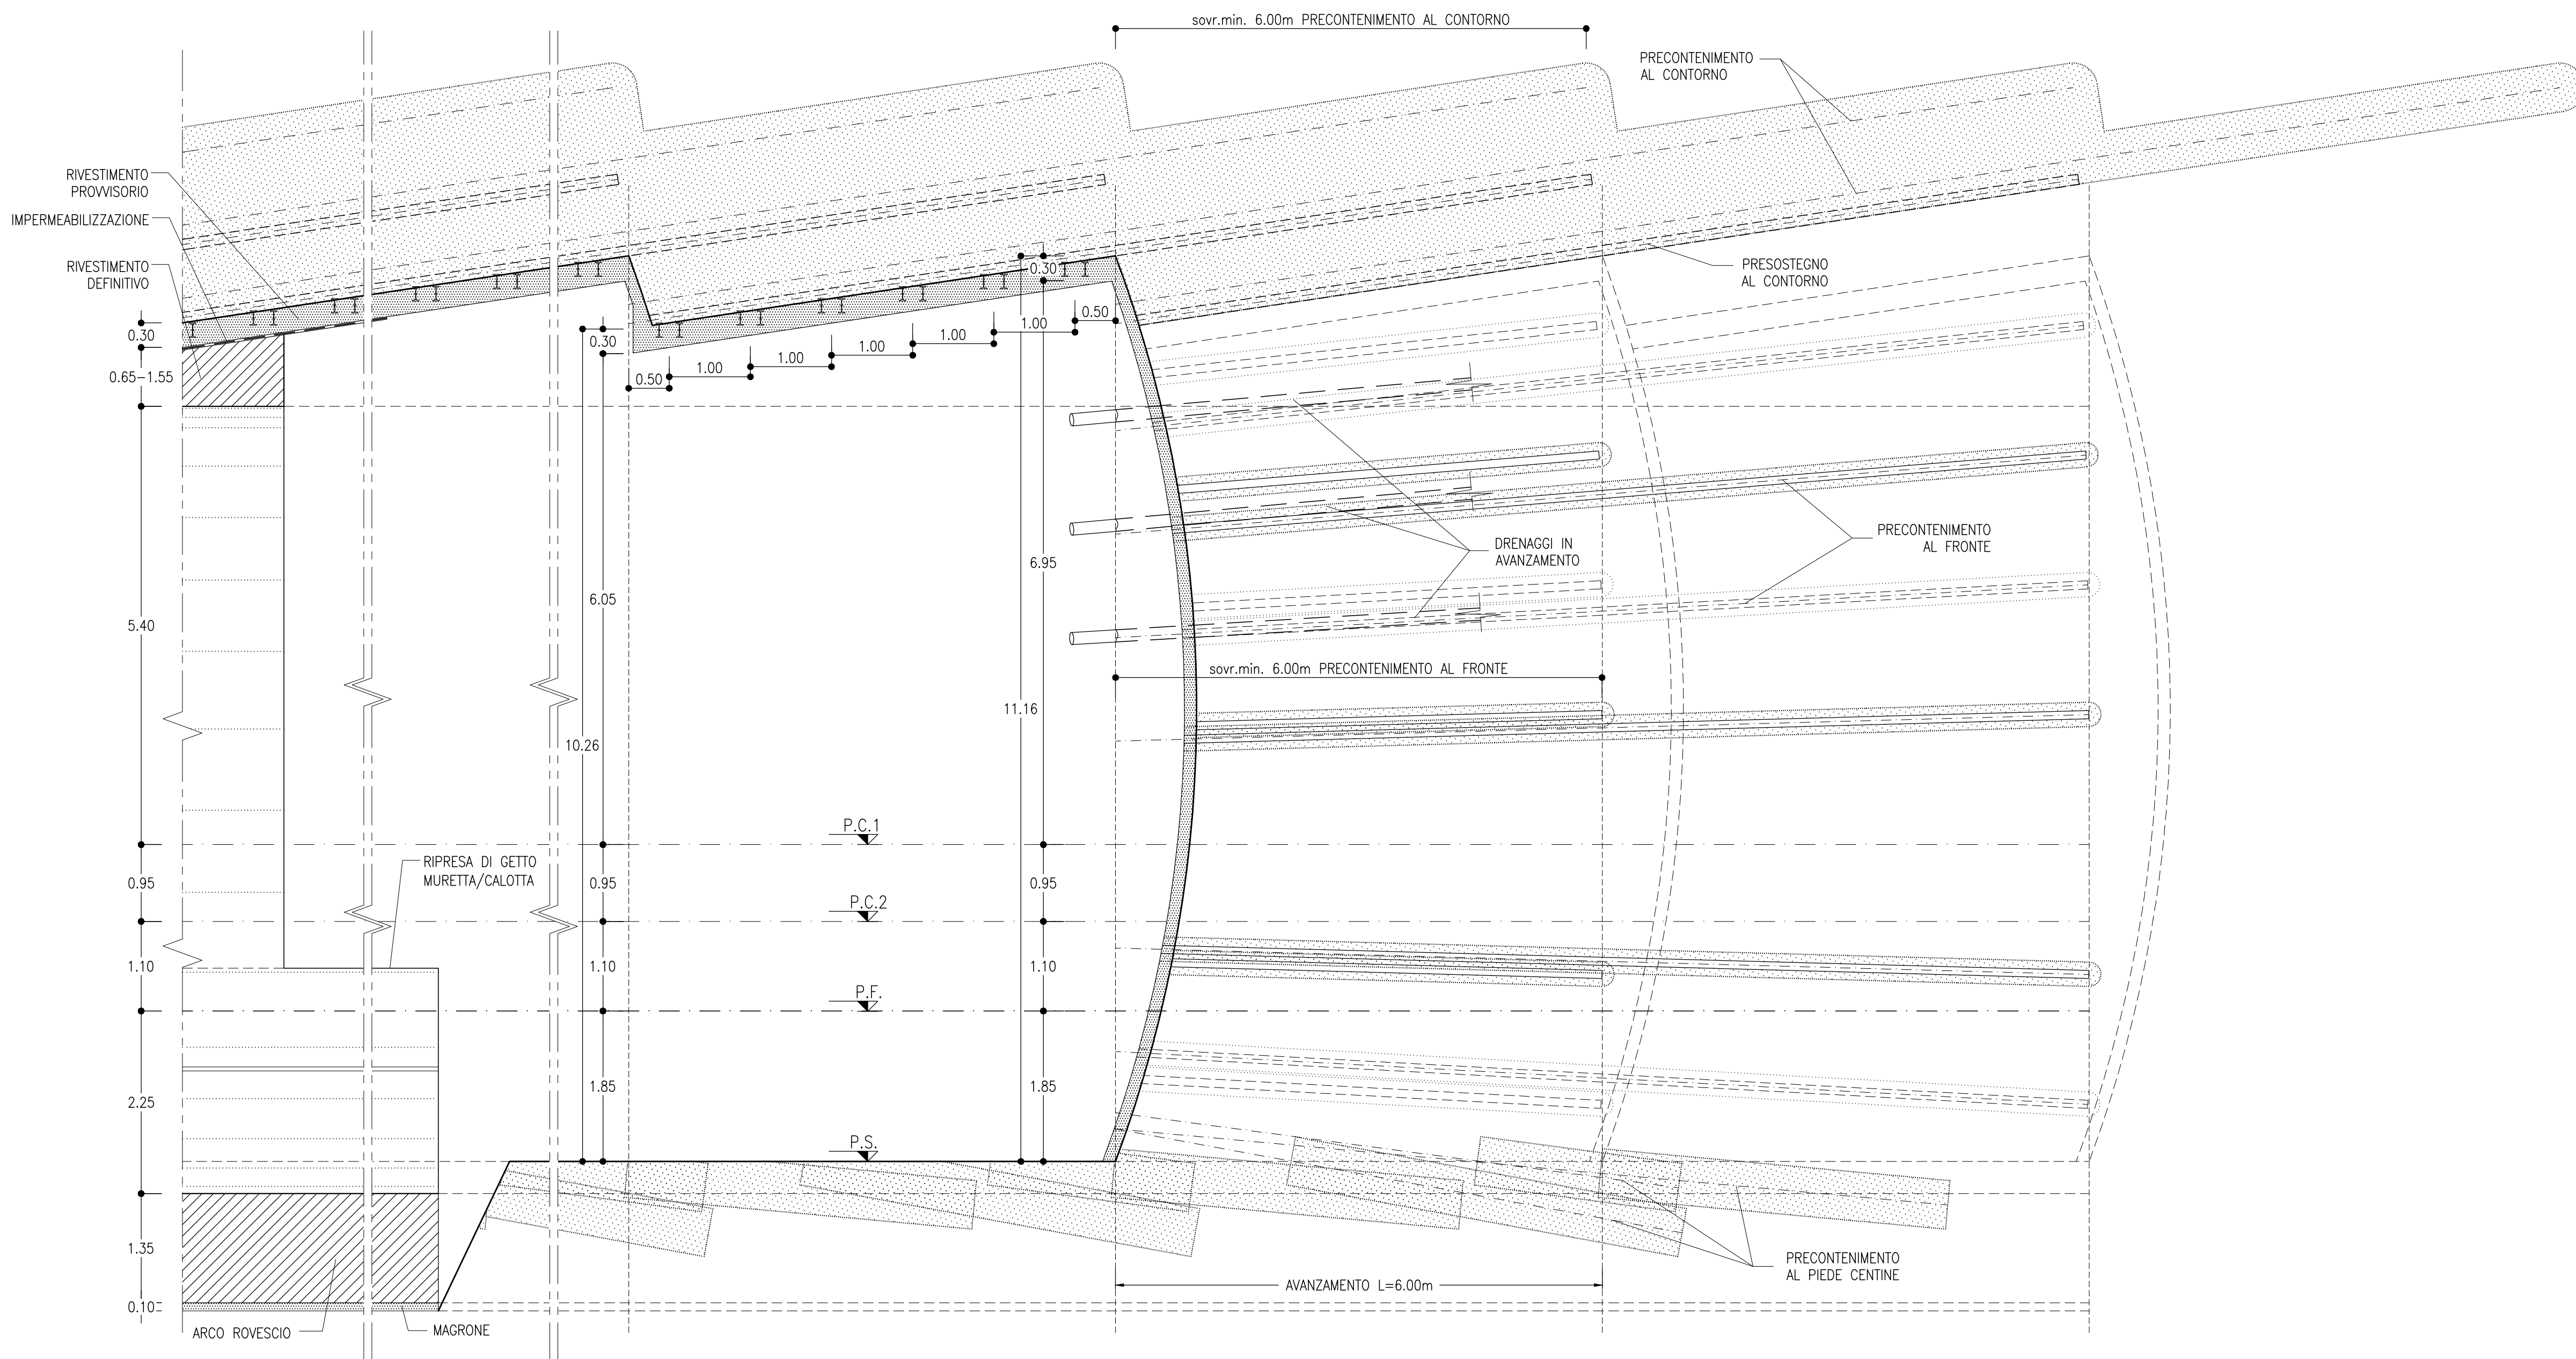 sovr.min. 6.00m PRECONTENIMENTO AL CONTORNO
PRECONTENIMENTO
AL CONTORNO
RIVESTIMENTO
PROVVISORIO
IMPERMEABILIZZAZIONE
RIVESTIMENTO
DEFINITIVO
PRESOSTEGNO
AL CONTORNO
0.30
0.30
0.30
0.65-1.55
0.50
1.00
1.00
1.00
1.00
1.00
0.50
DRENAGGI IN
AVANZAMENTO
PRECONTENIMENTO
AL FRONTE
5.40
6.05
6.95
sovr.min. 6.00m PRECONTENIMENTO AL FRONTE
10.26
11.16
P.C.1
RIPRESA DI GETTO
MURETTA/CALOTTA
0.95
0.95
0.95
P.C.2
1.10
1.10
1.10
P.F.
2.25
1.85
1.85
P.S.
1.35
PRECONTENIMENTO
AL PIEDE CENTINE
AVANZAMENTO L=6.00m
0.10
ARCO ROVESCIO
MAGRONE